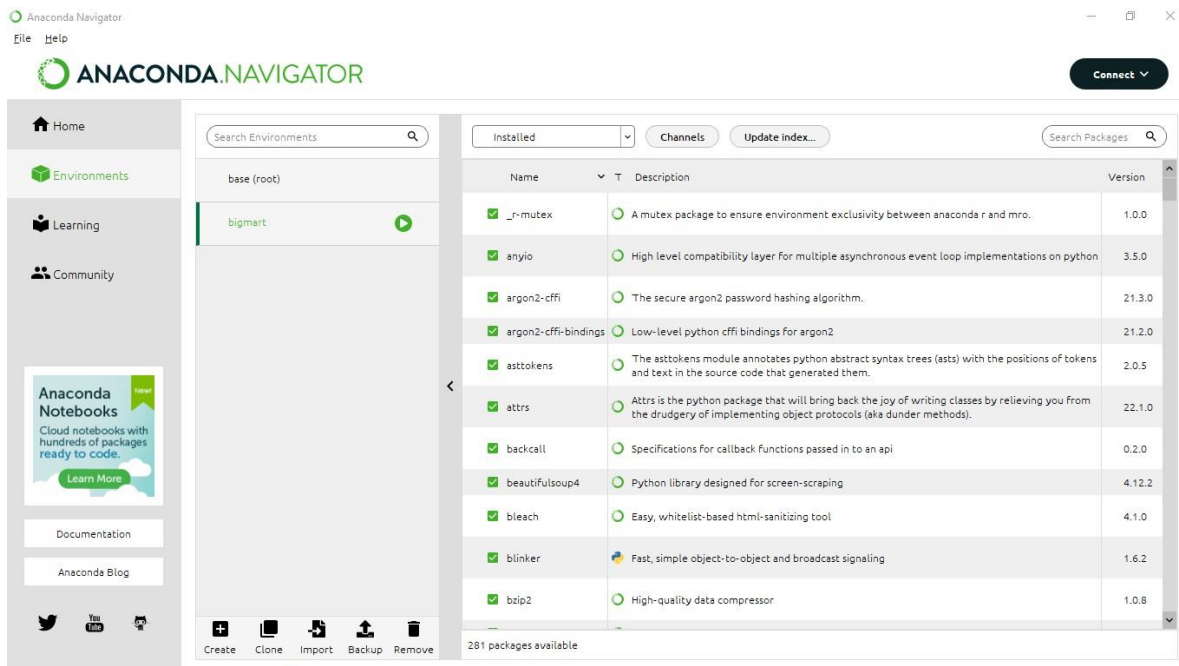 Anaconda Navigator
File Help
ANACONDA.NAVIGATOR
Connect
Home
Environments
Learning
Community
Anaconda
Notebooks
New!
Cloud notebooks with
hundreds of packages
ready to code.
Learn More
Documentation
Anaconda Blog
You
Tube
Search Environments
base (root)
bigmart
Create Clone Import Backup Remove
Installed Channels Update index... Search Packages
Name T Description Version
_r-mutex A mutex package to ensure environment exclusivity between anaconda r and mro. 1.0.0
anyio High level compatibility layer for multiple asynchronous event loop implementations on python 3.5.0
argon2-cffi The secure argon2 password hashing algorithm. 21.3.0
argon2-cffi-bindings Low-level python cffi bindings for argon2 21.2.0
asttokens The asttokens module annotates python abstract syntax trees (asts) with the positions of tokens
and text in the source code that generated them. 2.0.5
attrs Attrs is the python package that will bring back the joy of writing classes by relieving you from
the drudgery of implementing object protocols (aka dunder methods). 22.1.0
backcall Specifications for callback functions passed in to an api 0.2.0
beautifulsoup4 Python library designed for screen-scraping 4.12.2
bleach Easy, whitelist-based html-sanitizing tool 4.1.0
blinker Fast, simple object-to-object and broadcast signaling 1.6.2
bzip2 High-quality data compressor 1.0.8
281 packages available